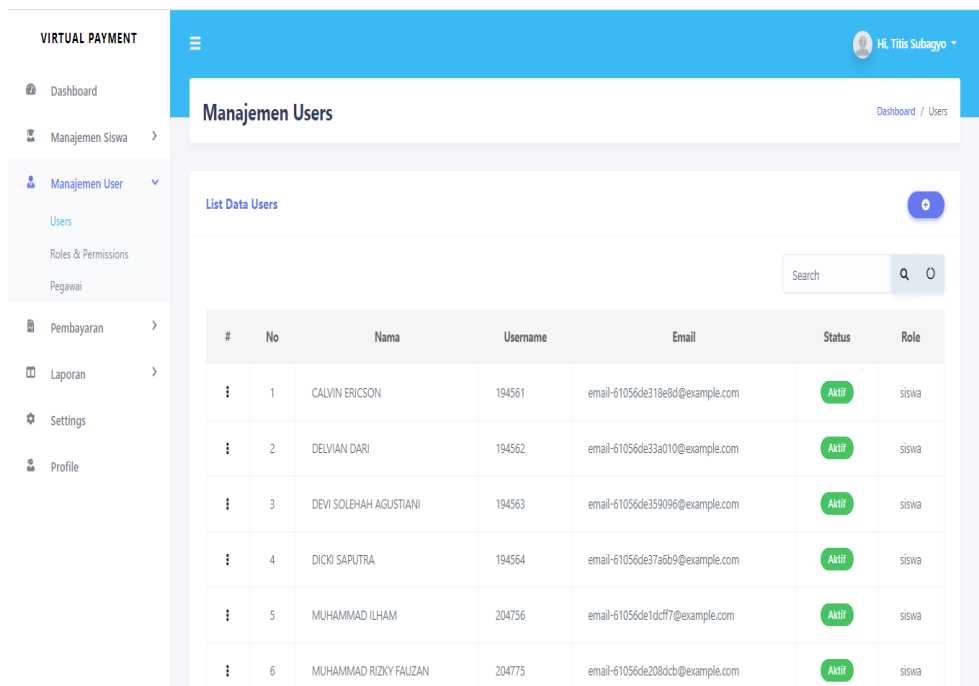 VIRTUAL PAYMENT
Hi, Titis Subagyo
Dashboard
Manajemen Siswa
Manajemen User
Users
Roles & Permissions
Pegawai
Pembayaran
Laporan
Settings
Profile
Manajemen Users
Dashboard / Users
List Data Users
Search
# No Nama Username Email Status Role
1 CALVIN ERICSON 194561 email-61056de318e8d@example.com Aktif siswa
2 DELVIAN DARI 194562 email-61056de33a010@example.com Aktif siswa
3 DEVI SOLEHAH AGUSTIANI 194563 email-61056de359096@example.com Aktif siswa
4 DICKI SAPUTRA 194564 email-61056de37a6b9@example.com Aktif siswa
5 MUHAMMAD ILHAM 204756 email-61056de1dcff7@example.com Aktif siswa
6 MUHAMMAD RIZKY FAUZAN 204775 email-61056de208dcb@example.com Aktif siswa